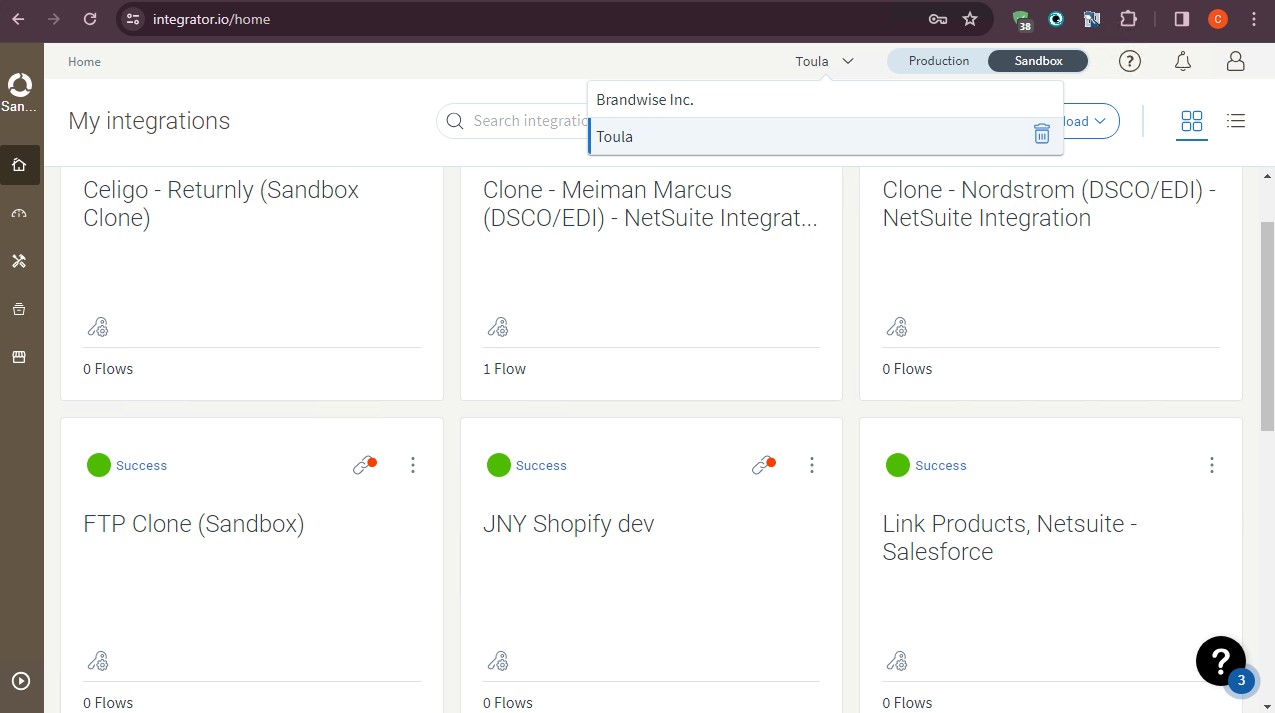 integrator.io/home
38
C
San...
Home
Toula
Production
Sandbox
?
My integrations
Search integratio
load
Brandwise Inc.
Toula
Celigo - Returnly (Sandbox
Clone)
0 Flows
Clone - Meiman Marcus
(DSCO/EDI) - NetSuite Integrat...
1 Flow
Clone - Nordstrom (DSCO/EDI) -
NetSuite Integration
0 Flows
Success
FTP Clone (Sandbox)
0 Flows
Success
JNY Shopify dev
0 Flows
Success
Link Products, Netsuite -
Salesforce
0 Flows
?
3